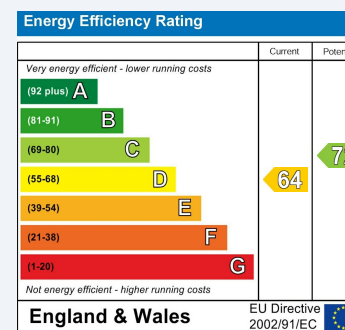 Energy Efficiency Rating
Current
Very energy efficient - lower running costs
(92 plus) A
(81-91) B
(69-80) C
(55-68) D
64
(39-54) E
(21-38) F
(1-20) G
Not energy efficient - higher running costs
England & Wales
EU Directive
2002/91/EC